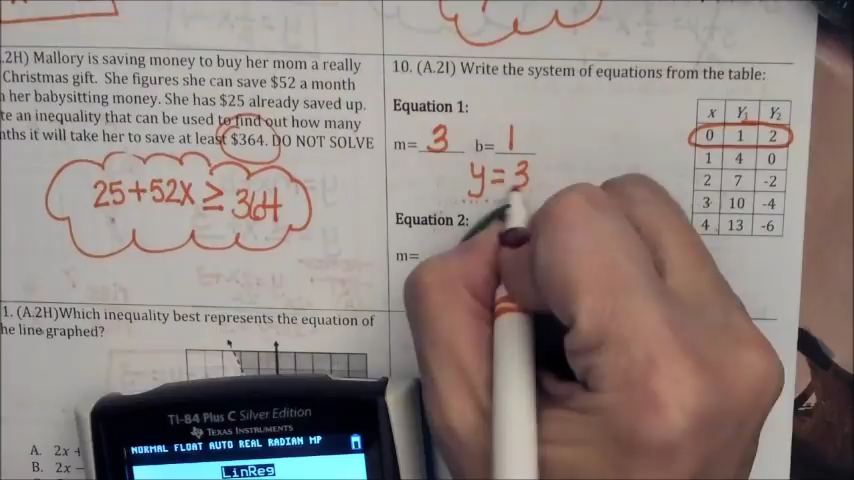 .2H) Mallory is saving money to buy her mom a really
Christmas gift. She figures she can save $52 a month
her babysitting money. She has $25 already saved up.
te an inequality that can be used to find out how many
nths it will take her to save at least $364. DO NOT SOLVE
25+52x ≥ 364
10. (A.2I) Write the system of equations from the table:
Equation 1:
m= 3 b= 1
y=3
Equation 2:
m=
x Y₁ Y₂
0 1 2
1 4 0
2 7 -2
3 10 -4
4 13 -6
1. (A.2H)Which inequality best represents the equation of
he line graphed?
A. 2x +
B. 2x −
TI-84 Plus C Silver Edition
TEXAS INSTRUMENTS
NORMAL FLOAT AUTO REAL RADIAN MP
LinReg